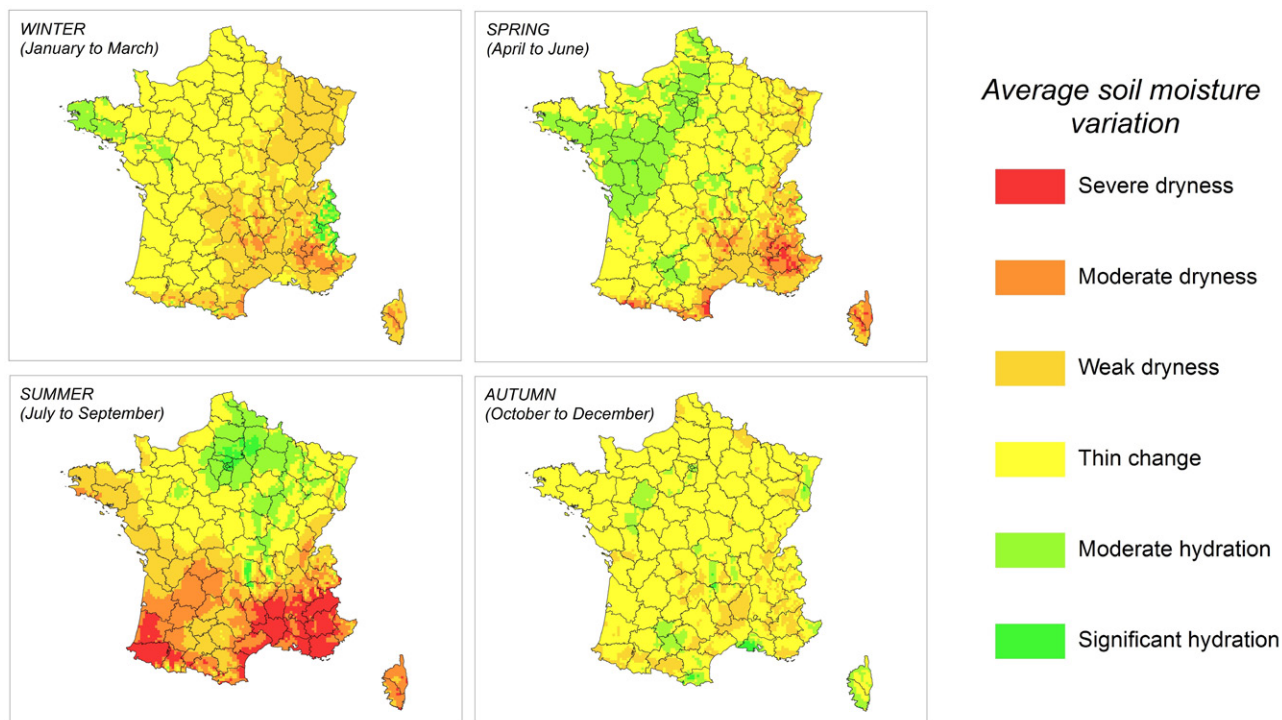 WINTER
(January to March)
SPRING
(April to June)
SUMMER
(July to September)
AUTUMN
(October to December)
Average soil moisture
variation
Severe dryness
Moderate dryness
Weak dryness
Thin change
Moderate hydration
Significant hydration